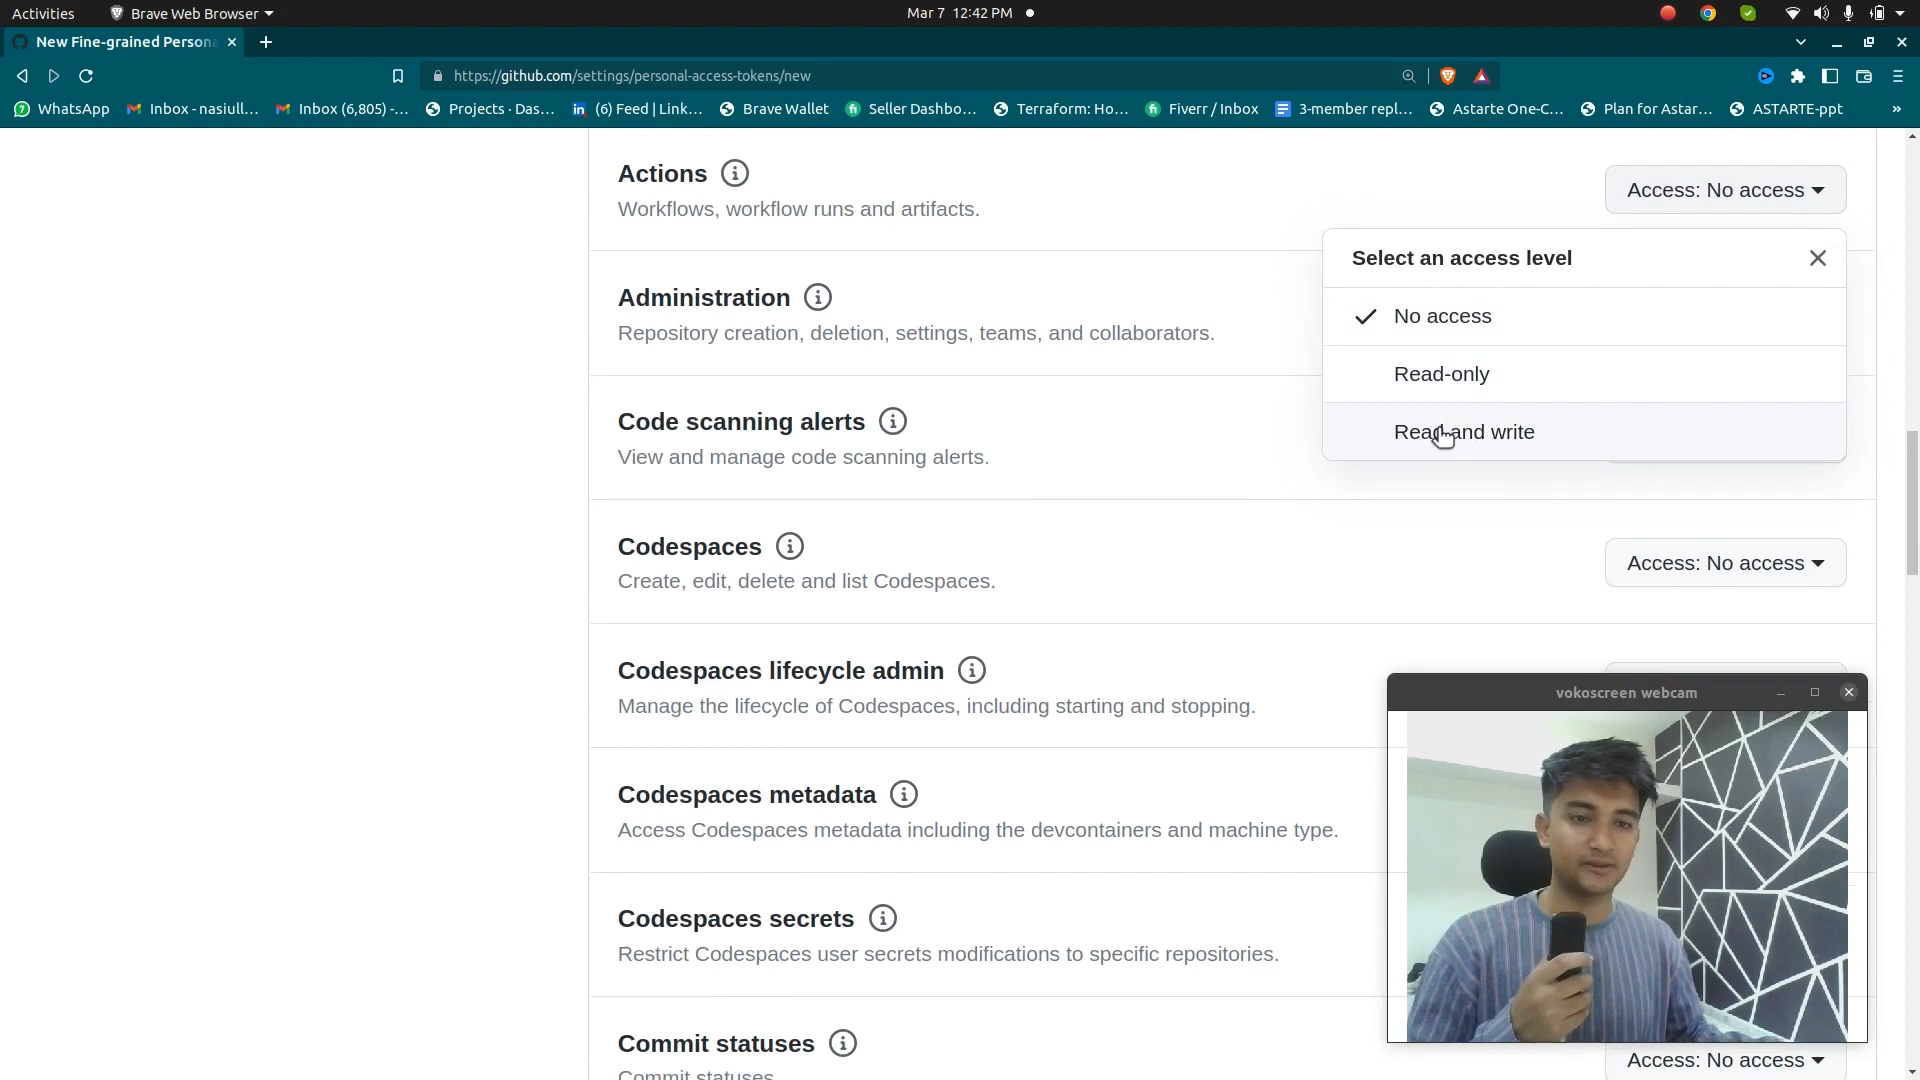 Activities
Brave Web Browser
Mar 7 12:42 PM
New Fine-grained Persona
https://github.com/settings/personal-access-tokens/new
WhatsApp
Inbox - nasiull...
Inbox (6,805) -...
Projects · Das...
(6) Feed | Link...
Brave Wallet
Seller Dashbo...
Terraform: Ho...
Fiverr / Inbox
3-member repl...
Astarte One-C...
Plan for Astar...
ASTARTE-ppt
Actions
Workflows, workflow runs and artifacts.
Access: No access
Select an access level
No access
Read-only
Read and write
Administration
Repository creation, deletion, settings, teams, and collaborators.
Code scanning alerts
View and manage code scanning alerts.
Codespaces
Create, edit, delete and list Codespaces.
Access: No access
Codespaces lifecycle admin
Manage the lifecycle of Codespaces, including starting and stopping.
vokoscreen webcam
Codespaces metadata
Access Codespaces metadata including the devcontainers and machine type.
Codespaces secrets
Restrict Codespaces user secrets modifications to specific repositories.
Commit statuses
Commit statuses
Access: No access